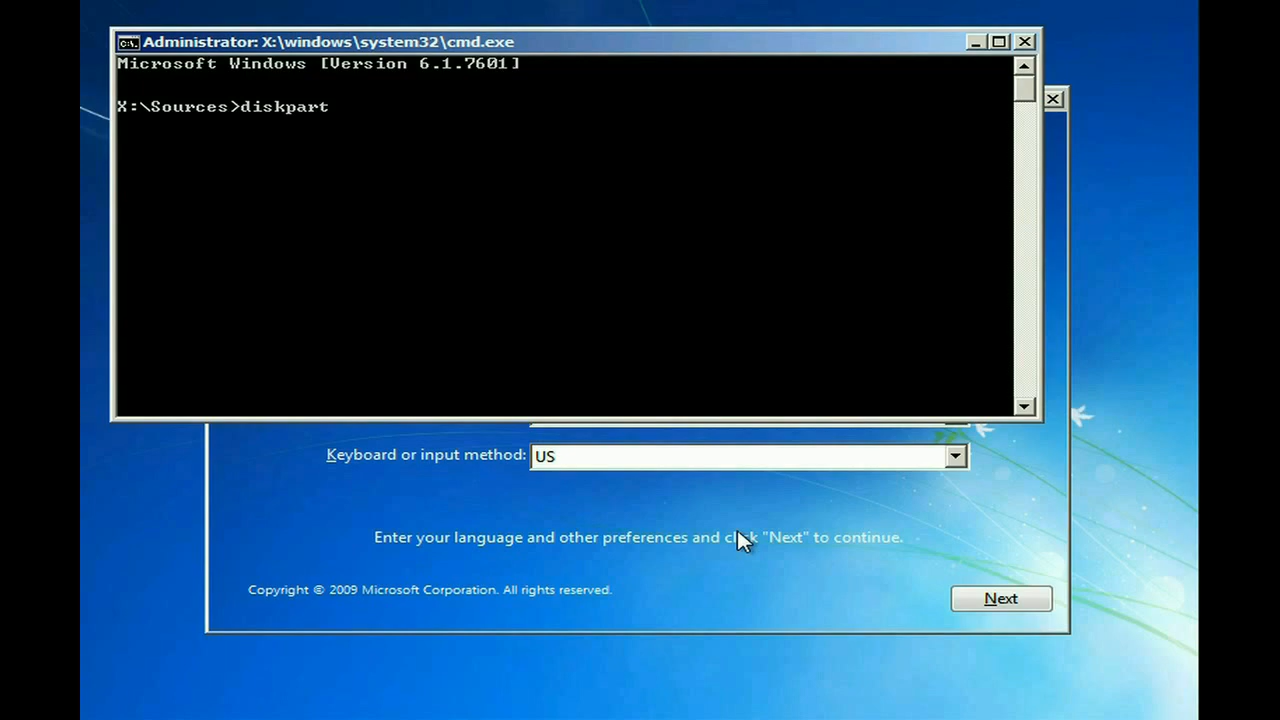 Administrator: X:\windows\system32\cmd.exe
Microsoft Windows [Version 6.1.7601]
X:\Sources>diskpart
Keyboard or input method: US
Enter your language and other preferences and click "Next" to continue.
Copyright © 2009 Microsoft Corporation. All rights reserved.
Next